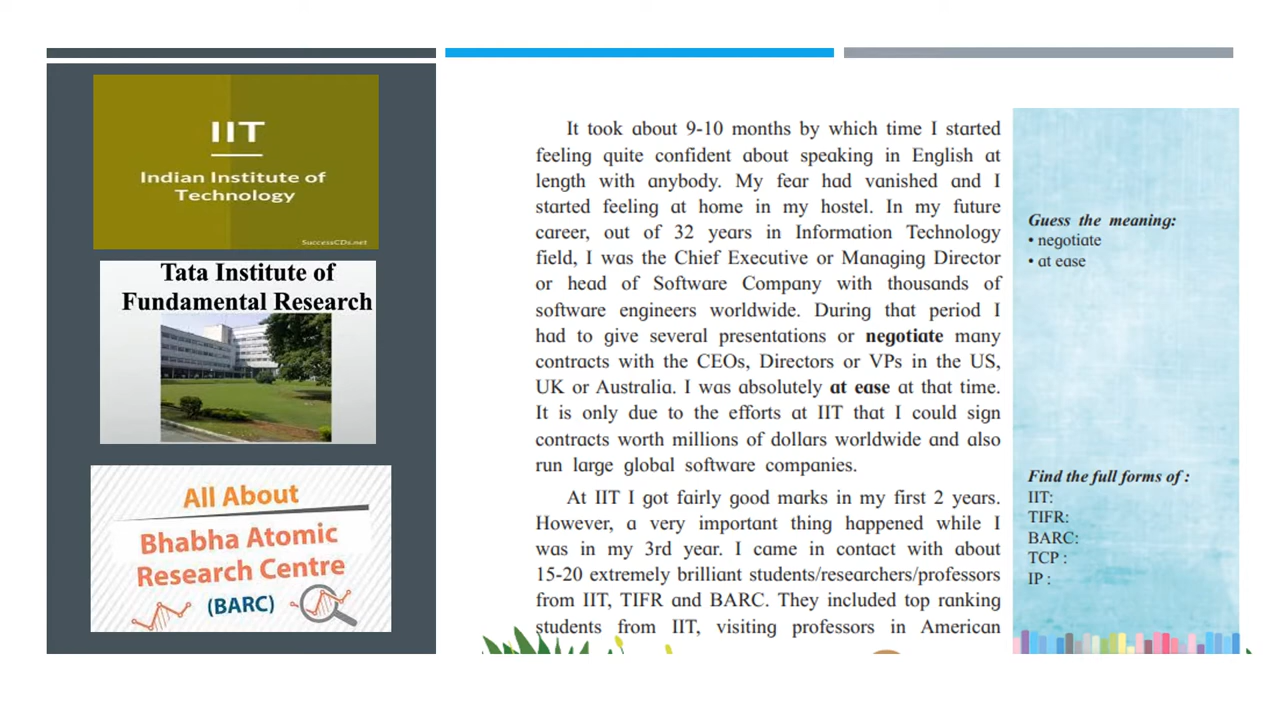 IIT
Indian Institute of
Technology
SuccessCDs.net
Tata Institute of
Fundamental Research
All About
Bhabha Atomic
Research Centre
(BARC)
It took about 9-10 months by which time I started
feeling quite confident about speaking in English at
length with anybody. My fear had vanished and I
started feeling at home in my hostel. In my future
career, out of 32 years in Information Technology
field, I was the Chief Executive or Managing Director
or head of Software Company with thousands of
software engineers worldwide. During that period I
had to give several presentations or negotiate many
contracts with the CEOs, Directors or VPs in the US,
UK or Australia. I was absolutely at ease at that time.
It is only due to the efforts at IIT that I could sign
contracts worth millions of dollars worldwide and also
run large global software companies.
At IIT I got fairly good marks in my first 2 years.
However, a very important thing happened while I
was in my 3rd year. I came in contact with about
15-20 extremely brilliant students/researchers/professors
from IIT, TIFR and BARC. They included top ranking
students from IIT, visiting professors in American
Guess the meaning:
• negotiate
• at ease
Find the full forms of :
IIT:
TIFR:
BARC:
TCP :
IP :